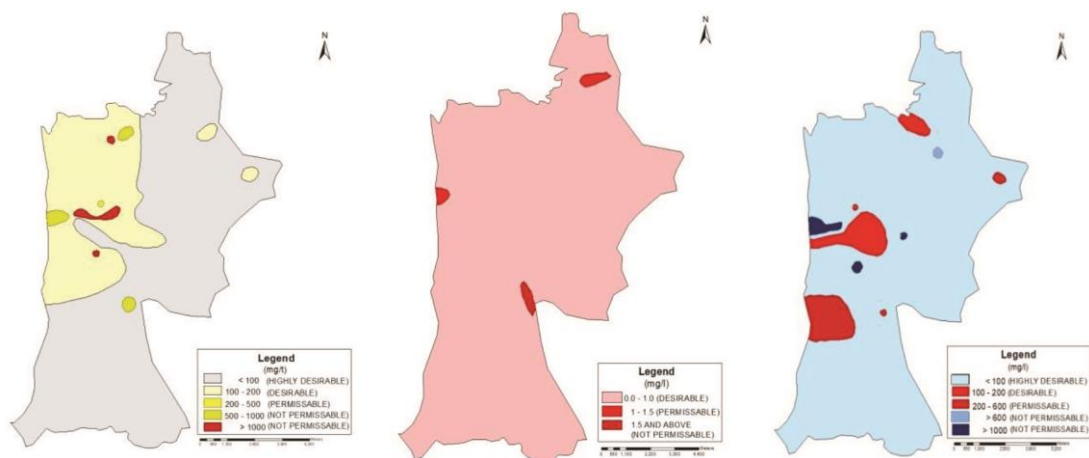 N
Legend
(mg/l)
< 100 (HIGHLY DESIRABLE)
100 - 200 (DESIRABLE)
200 - 500 (PERMISSABLE)
500 - 1000 (NOT PERMISSABLE)
> 1000 (NOT PERMISSABLE)
N
Legend
(mg/l)
0.0 - 1.0 (DESIRABLE)
1 - 1.5 (PERMISSABLE)
1.5 AND ABOVE
(NOT PERMISSABLE)
N
Legend
(mg/l)
< 100 (HIGHLY DESIRABLE)
100 - 200 (DESIRABLE)
200 - 600 (PERMISSABLE)
> 600 (NOT PERMISSABLE)
> 1000 (NOT PERMISSABLE)